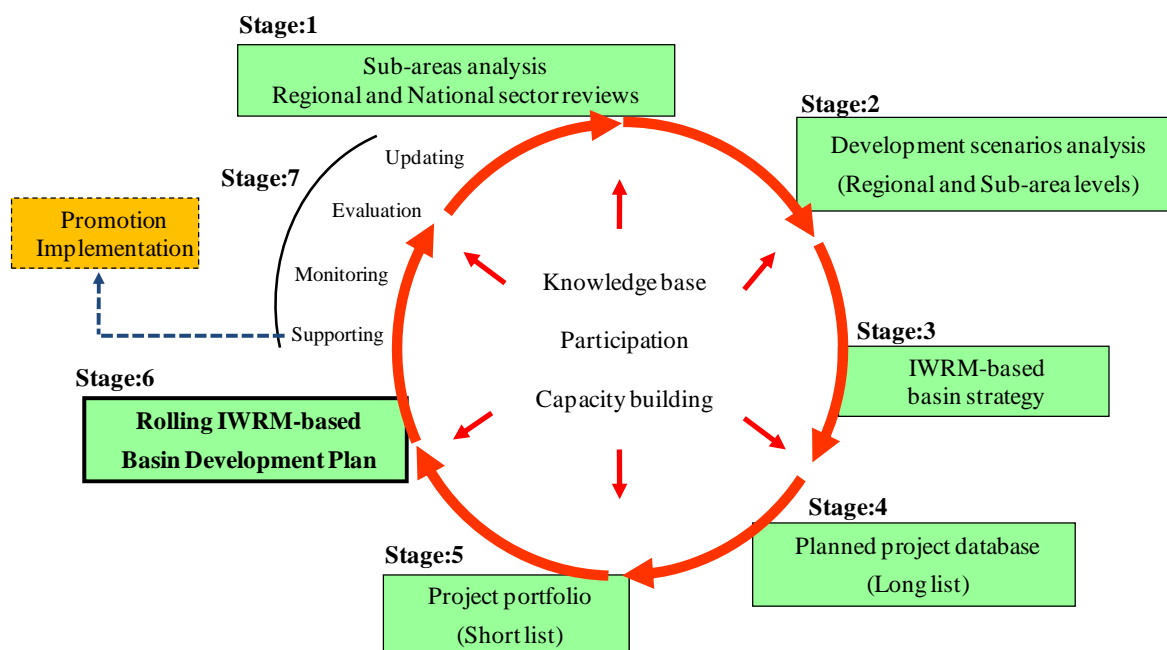 Stage:1
Sub-areas analysis
Regional and National sector reviews
Stage:2
Development scenarios analysis
(Regional and Sub-area levels)
Stage:3
IWRM-based
basin strategy
Stage:4
Planned project database
(Long list)
Stage:5
Project portfolio
(Short list)
Stage:6
Rolling IWRM-based
Basin Development Plan
Stage:7
Updating
Evaluation
Monitoring
Supporting
Promotion
Implementation
Knowledge base
Participation
Capacity building